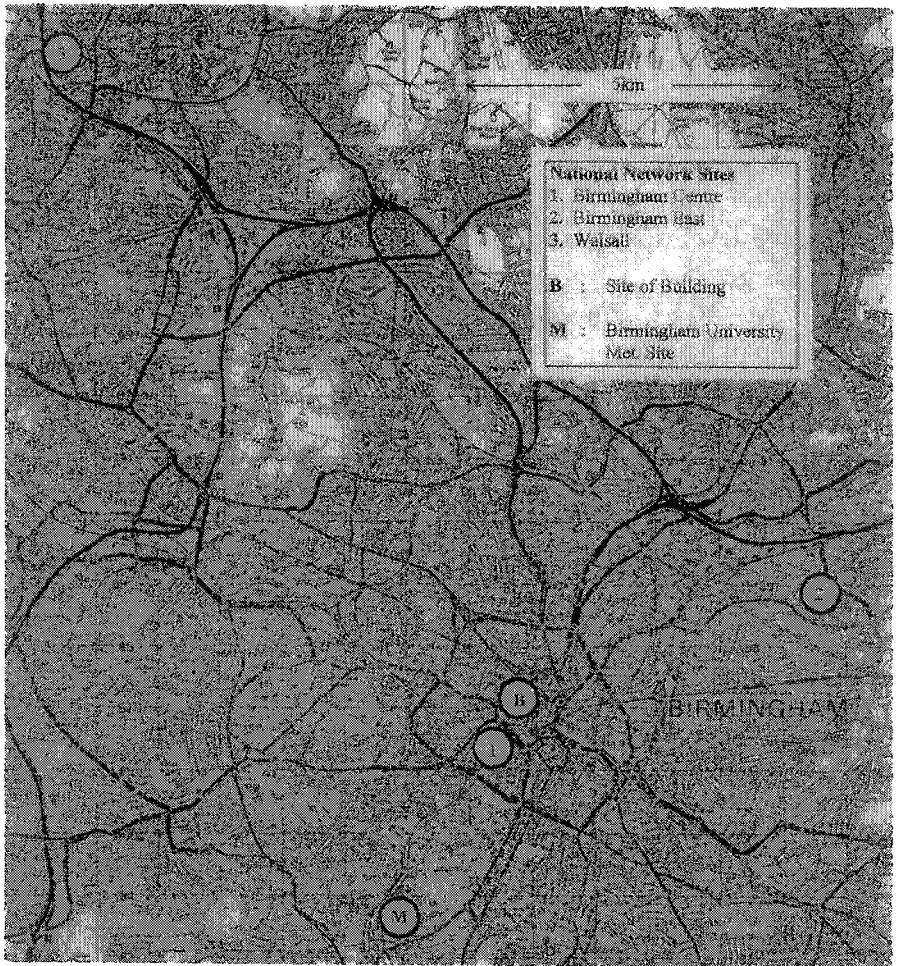 5km
National Network Sites
1. Birmingham Centre
2. Birmingham East
3. Walsall
B : Site of Building
M : Birmingham University
Met. Site
B
BIRMINGHAM
1
M